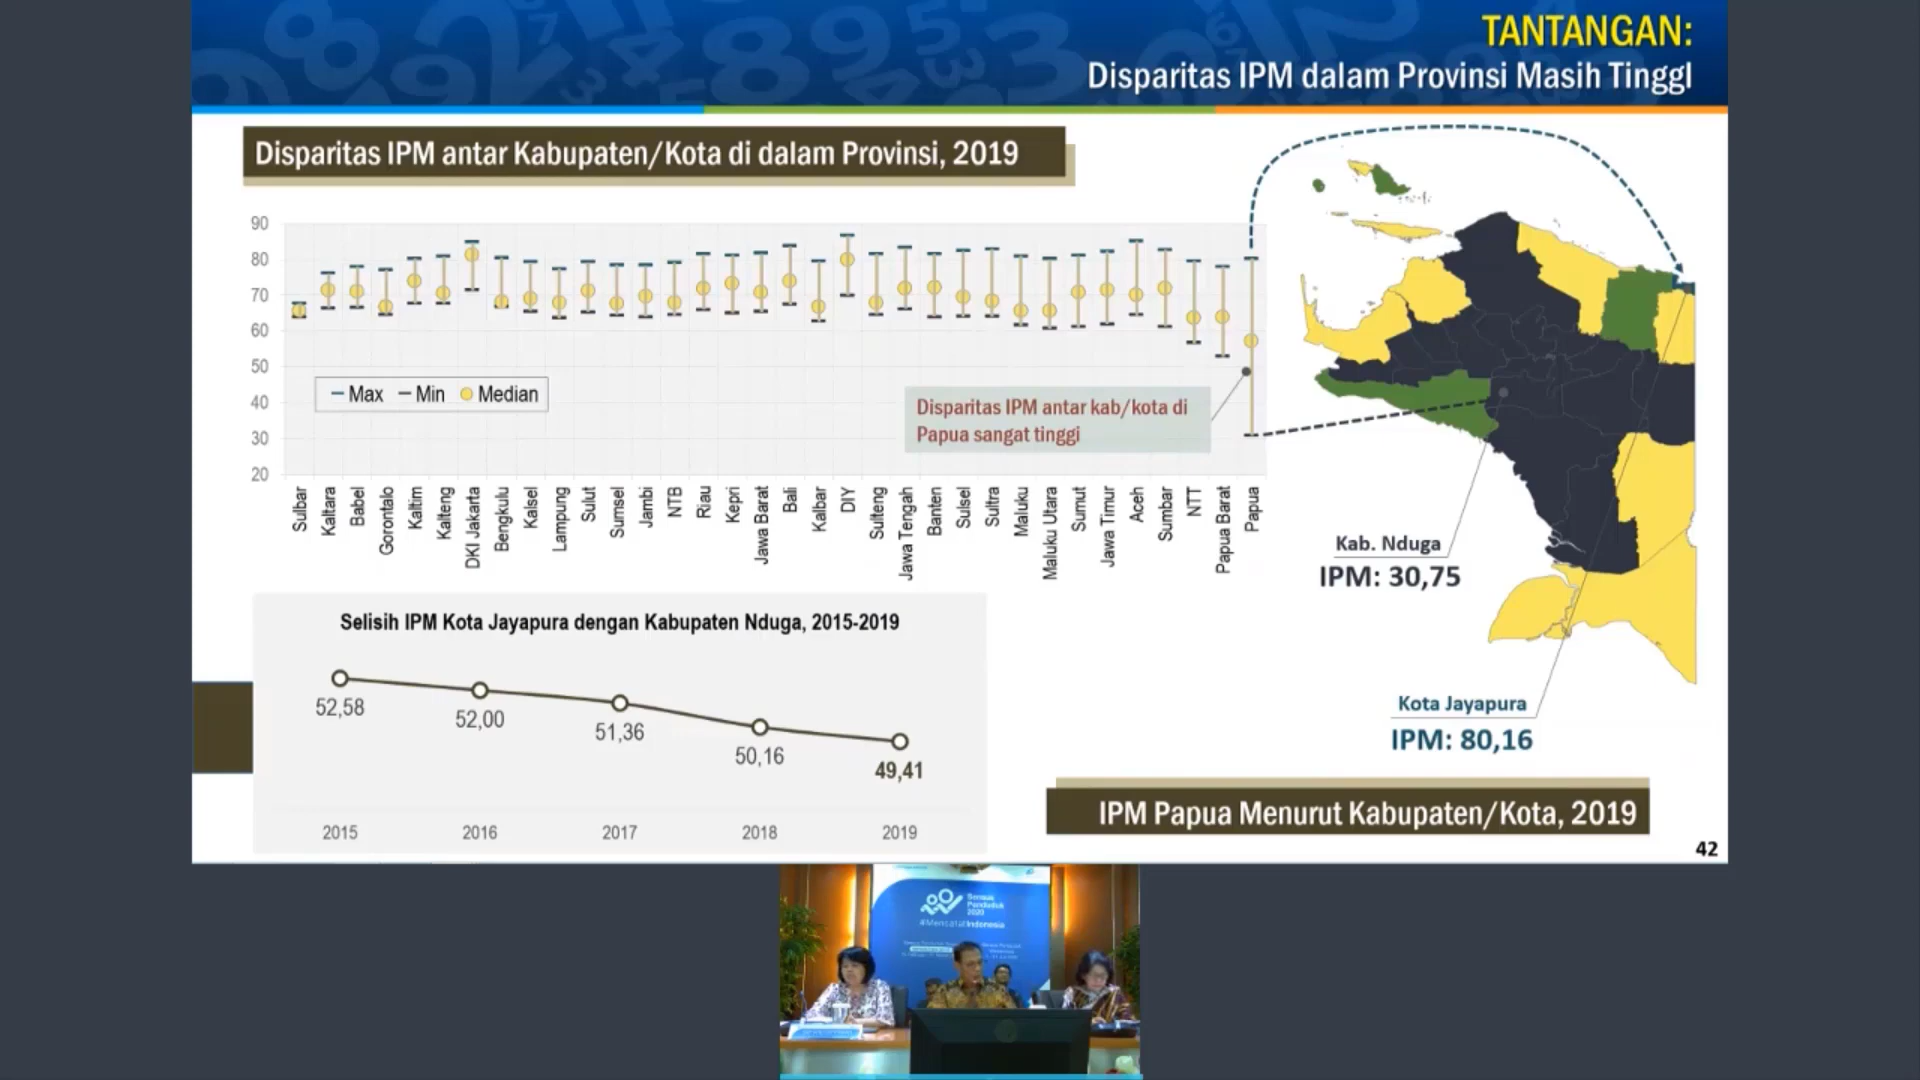 TANTANGAN:
Disparitas IPM dalam Provinsi Masih TinggI
Disparitas IPM antar Kabupaten/Kota di dalam Provinsi, 2019
90
80
70
60
50
40
30
20
Max Min Median
Disparitas IPM antar kab/kota di
Papua sangat tinggi
Sulbar
Kaltara
Babel
Gorontalo
Kaltim
Kalteng
DKI Jakarta
Bengkulu
Kalsel
Lampung
Sulut
Sumsel
Jambi
NTB
Riau
Kepri
Jawa Barat
Bali
Kalbar
DIY
Sulteng
Jawa Tengah
Banten
Sulsel
Sultra
Maluku
Maluku Utara
Sumut
Jawa Timur
Aceh
Sumbar
NTT
Papua Barat
Papua
Kab. Nduga
IPM: 30,75
Kota Jayapura
IPM: 80,16
IPM Papua Menurut Kabupaten/Kota, 2019
Selisih IPM Kota Jayapura dengan Kabupaten Nduga, 2015-2019
52,58
52,00
51,36
50,16
49,41
2015 2016 2017 2018 2019
42
Sensus
Penduduk
2020
#MencatatIndonesia